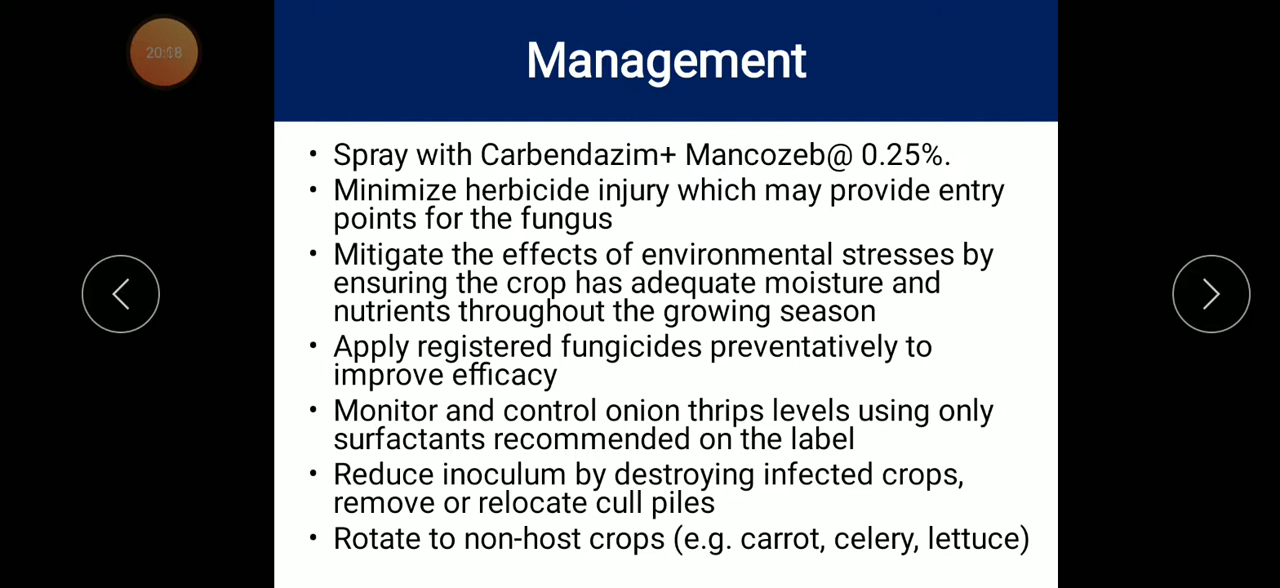 20:18
Management
• Spray with Carbendazim+ Mancozeb@ 0.25%.
• Minimize herbicide injury which may provide entry
points for the fungus
• Mitigate the effects of environmental stresses by
ensuring the crop has adequate moisture and
nutrients throughout the growing season
• Apply registered fungicides preventatively to
improve efficacy
• Monitor and control onion thrips levels using only
surfactants recommended on the label
• Reduce inoculum by destroying infected crops,
remove or relocate cull piles
• Rotate to non-host crops (e.g. carrot, celery, lettuce)